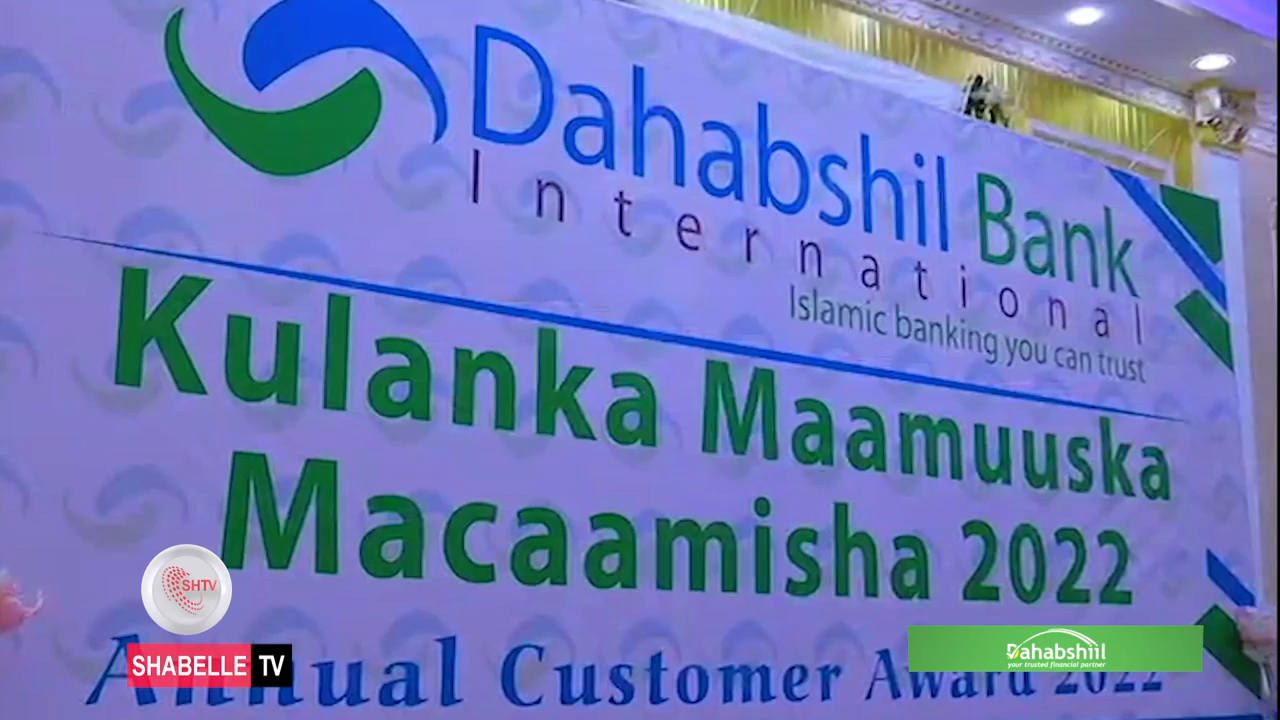 Dahabshil Bank
International
Islamic banking you can trust
Kulanka Maamuuska
Macaamisha 2022
Annual Customer Award 2022
SHTV
SHABELLE TV
Dahabshiil
your trusted financial partner